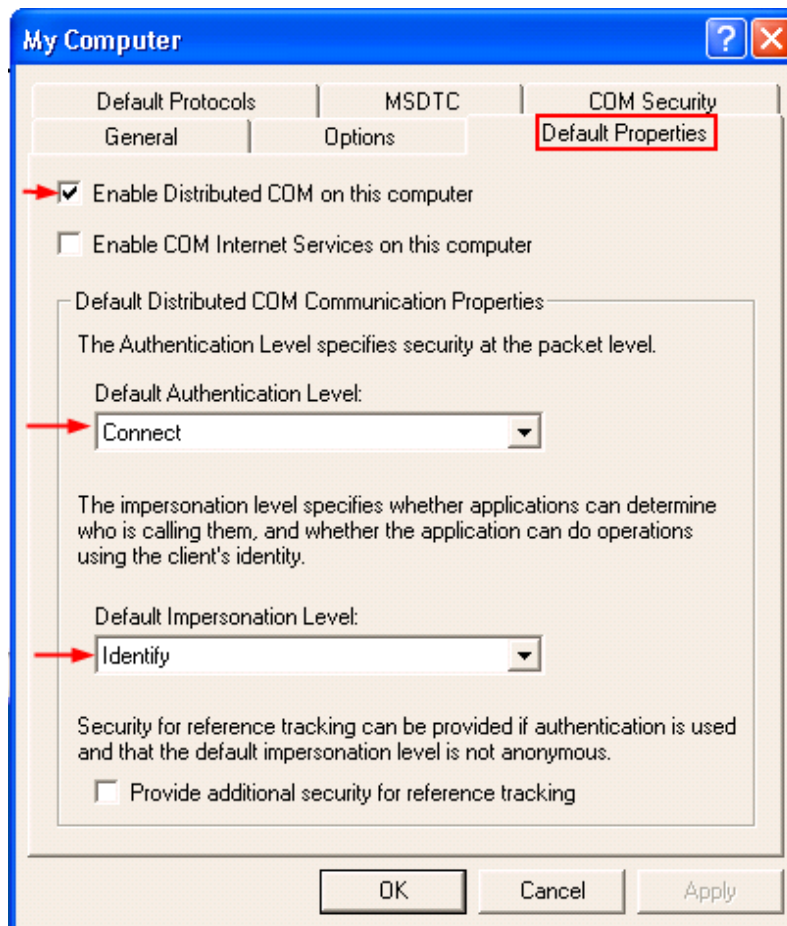 My Computer
Default Protocols MSDTC COM Security
General Options Default Properties
Enable Distributed COM on this computer
Enable COM Internet Services on this computer
Default Distributed COM Communication Properties
The Authentication Level specifies security at the packet level.
Default Authentication Level:
Connect
The impersonation level specifies whether applications can determine
who is calling them, and whether the application can do operations
using the client's identity.
Default Impersonation Level:
Identify
Security for reference tracking can be provided if authentication is used
and that the default impersonation level is not anonymous.
Provide additional security for reference tracking
OK Cancel Apply